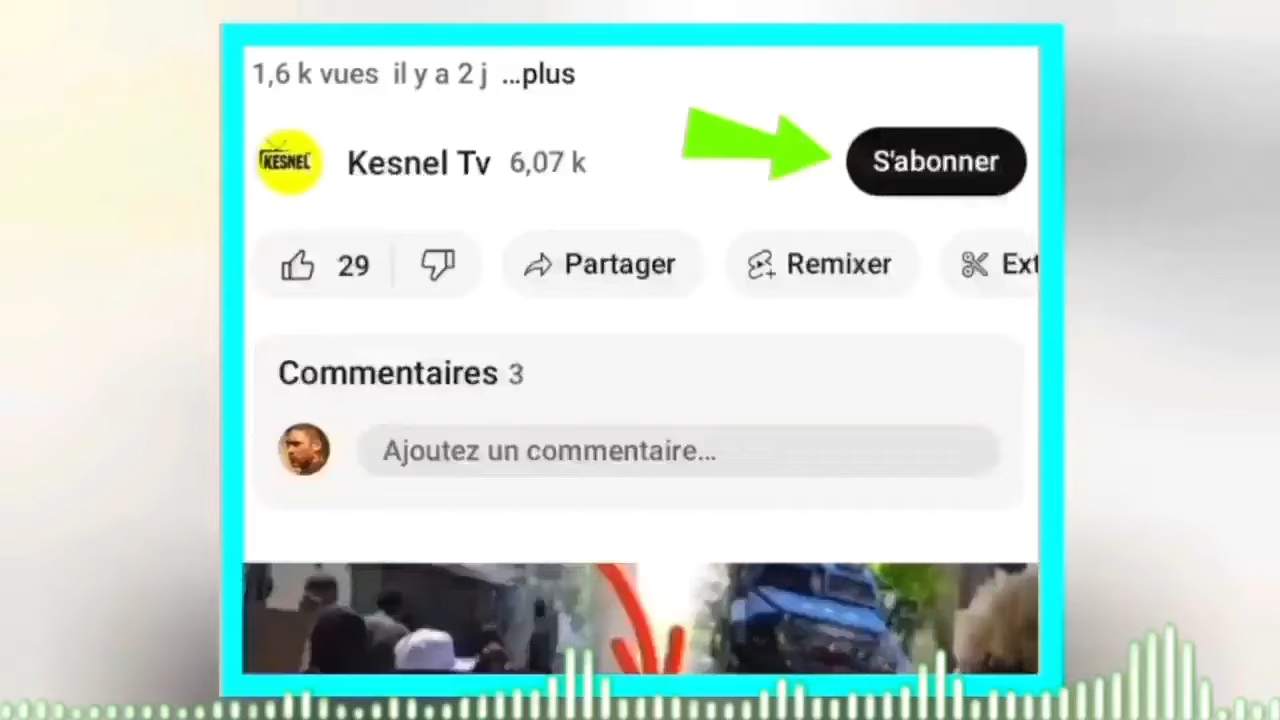 1,6 k vues il y a 2 j ...plus
KESNEL
Kesnel Tv 6,07 k
S'abonner
29
Partager
Remixer
Ext
Commentaires 3
Ajoutez un commentaire...